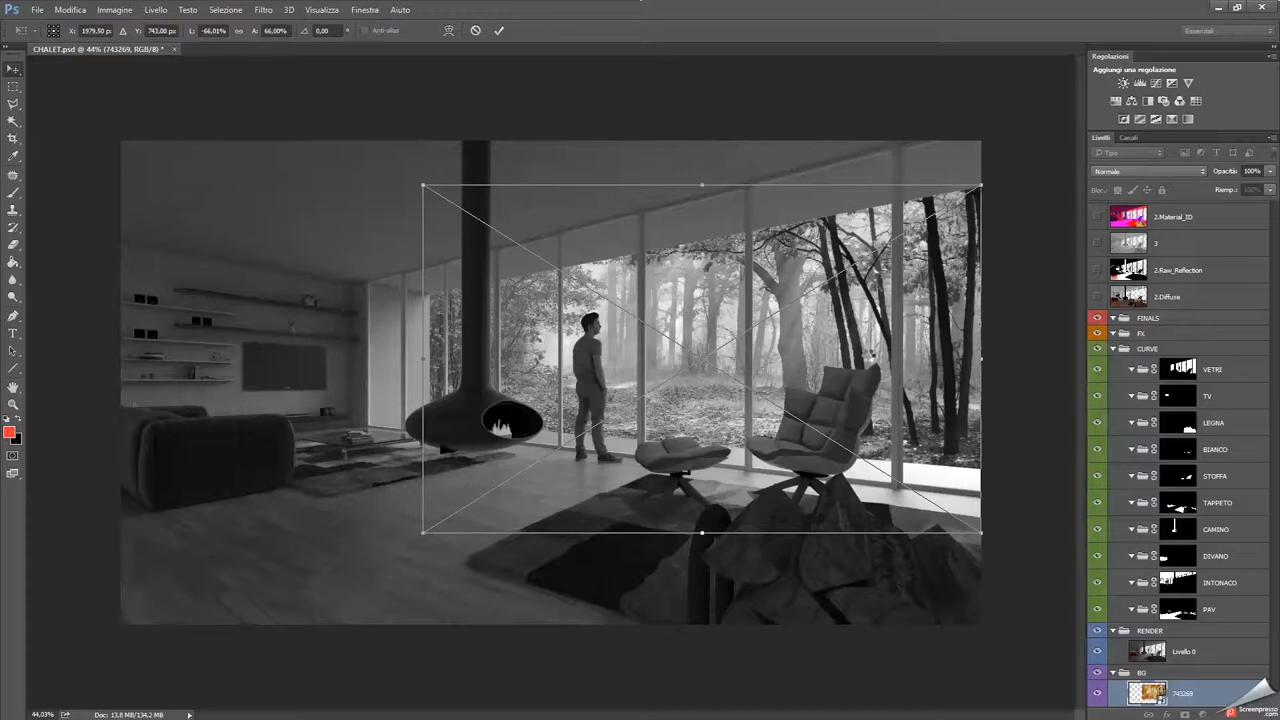 Ps File Modifica Immagine Livello Testo Selezione Filtro 3D Visualizza Finestra Aiuto
X: 1979,50 px Y: 743,00 px L: -66,01% A: 66,00% 0,00 ° Anti-alias Essenziali
CHALET.psd @ 44% (743269, RGB/8) * ×
Regolazioni
Aggiungi una regolazione
Livelli Canali
Tipo
Normale Opacità: 100%
Bloc.: Riemp.: 100%
2.Material_ID
3
2.Raw_Reflection
2.Diffuse
FINALS
FX
CURVE
VETRI
TV
LEGNA
BIANCO
STOFFA
TAPPETO
CAMINO
DIVANO
INTONACO
PAV
RENDER
Livello 0
BG
743269
44,03% Doc: 13,8 MB/134,2 MB
Screenpresso.com